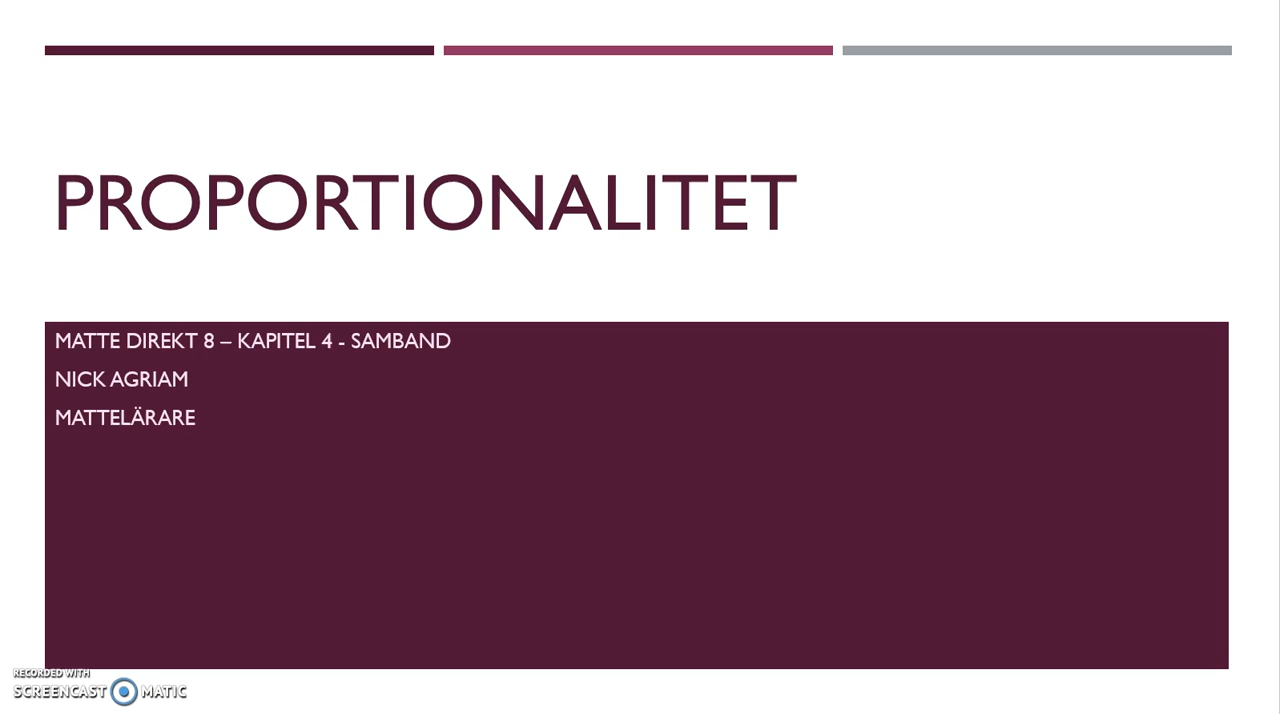 PROPORTIONALITET
MATTE DIREKT 8 – KAPITEL 4 - SAMBAND
NICK AGRIAM
MATTELÄRARE
RECORDED WITH
SCREENCAST MATIC